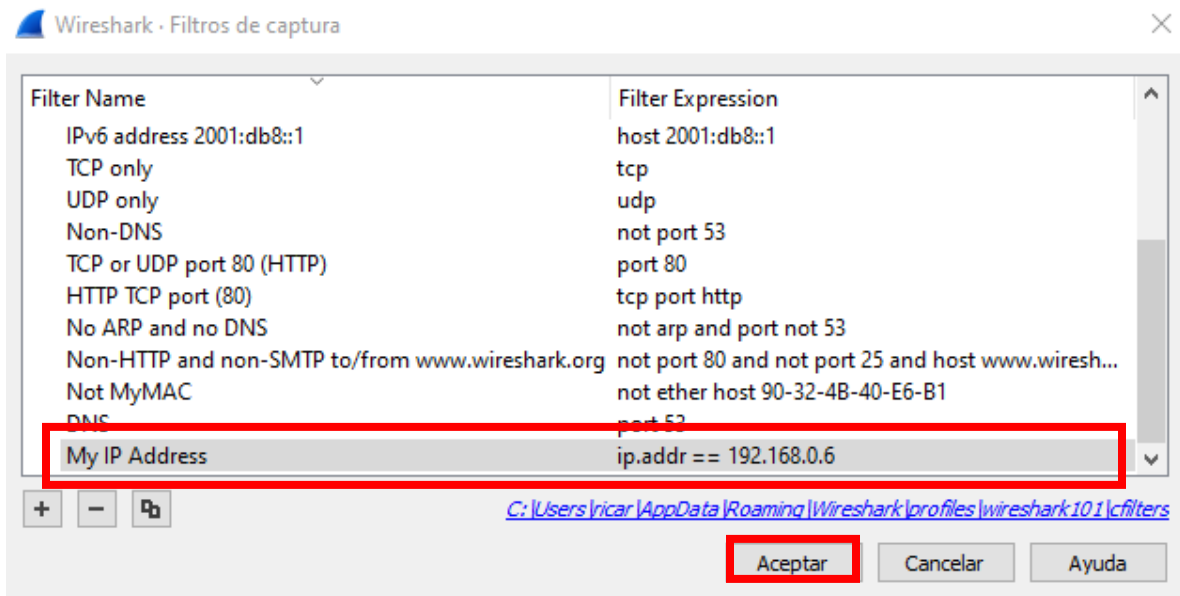 Wireshark · Filtros de captura
Filter Name Filter Expression
IPv6 address 2001:db8::1 host 2001:db8::1
TCP only tcp
UDP only udp
Non-DNS not port 53
TCP or UDP port 80 (HTTP) port 80
HTTP TCP port (80) tcp port http
No ARP and no DNS not arp and port not 53
Non-HTTP and non-SMTP to/from www.wireshark.org not port 80 and not port 25 and host www.wiresh...
Not MyMAC not ether host 90-32-4B-40-E6-B1
DNS port 53
My IP Address ip.addr == 192.168.0.6
C:\Users\ricar\AppData\Roaming\Wireshark\profiles\wireshark101\cfilters
Aceptar Cancelar Ayuda